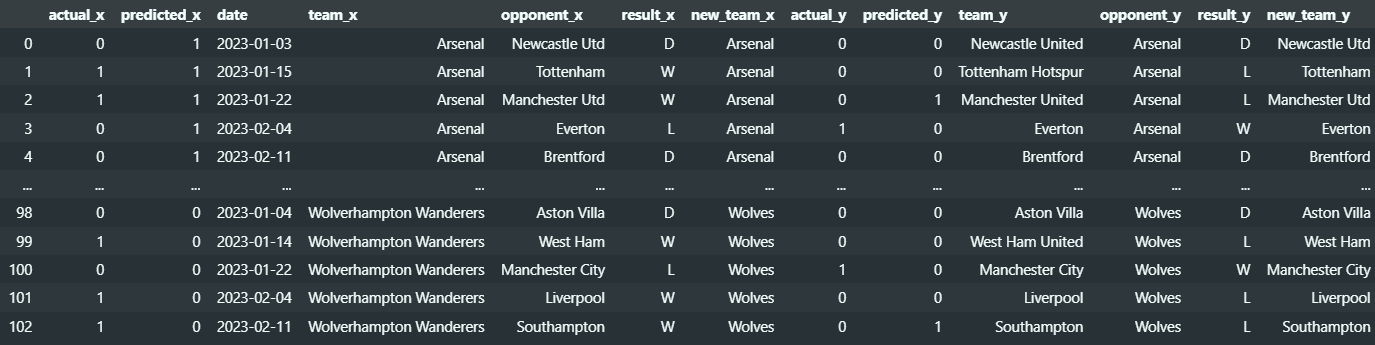 actual_x predicted_x date team_x opponent_x result_x new_team_x actual_y predicted_y team_y opponent_y result_y new_team_y
0 0 1 2023-01-03 Arsenal Newcastle Utd D Arsenal 0 0 Newcastle United Arsenal D Newcastle Utd
1 1 1 2023-01-15 Arsenal Tottenham W Arsenal 0 0 Tottenham Hotspur Arsenal L Tottenham
2 1 1 2023-01-22 Arsenal Manchester Utd W Arsenal 0 1 Manchester United Arsenal L Manchester Utd
3 0 1 2023-02-04 Arsenal Everton L Arsenal 1 0 Everton Arsenal W Everton
4 0 1 2023-02-11 Arsenal Brentford D Arsenal 0 0 Brentford Arsenal D Brentford
... ... ... ... ... ... ... ... ... ... ... ... ... ...
98 0 0 2023-01-04 Wolverhampton Wanderers Aston Villa D Wolves 0 0 Aston Villa Wolves D Aston Villa
99 1 0 2023-01-14 Wolverhampton Wanderers West Ham W Wolves 0 0 West Ham United Wolves L West Ham
100 0 0 2023-01-22 Wolverhampton Wanderers Manchester City L Wolves 1 0 Manchester City Wolves W Manchester City
101 1 0 2023-02-04 Wolverhampton Wanderers Liverpool W Wolves 0 0 Liverpool Wolves L Liverpool
102 1 0 2023-02-11 Wolverhampton Wanderers Southampton W Wolves 0 1 Southampton Wolves L Southampton